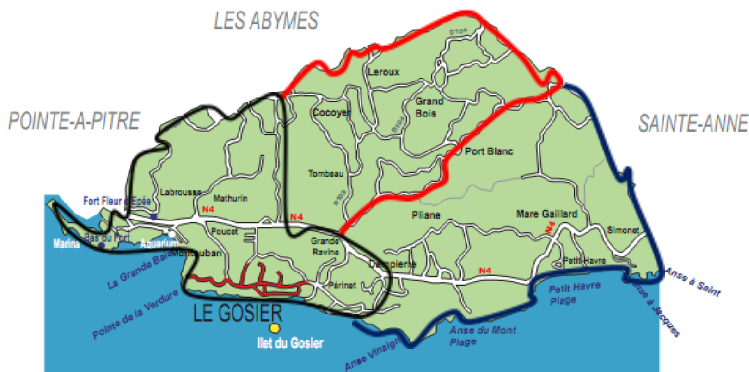 LES ABYMES
D104
Leroux
POINTE-A-PITRE
Cocoyer
Grand
Bois
SAINTE-ANNE
Port Blanc
Tombeau
Labrousse
Mathurin
Fort Fleur d'Epée
N4
N4
Poucet
Pliane
Mare Gaillard
N4
Simonet
Marina
Bas du Fort
Aquarium
Montauban
Grande
Ravine
Dampierre
N4
Petit-Havre
Périnet
La Grande Baie
Pointe de la Verdure
LE GOSIER
Ilet du Gosier
Anse Vinaigri
Anse du Mont
Plage
Petit Havre
Plage
Anse à Jacques
Anse à Saint